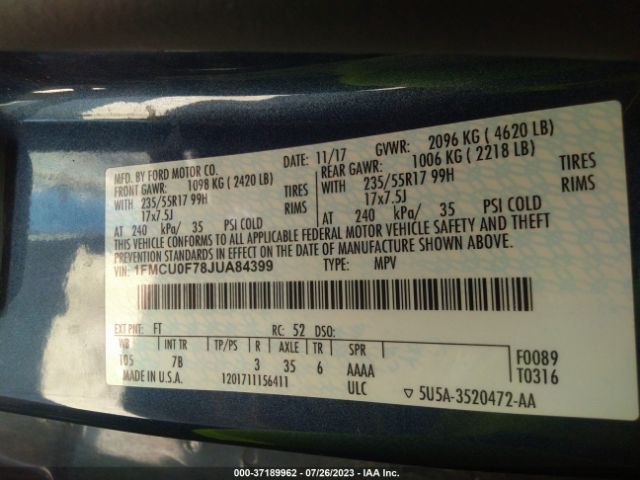 MFD. BY FORD MOTOR CO. DATE: 11/17 GVWR: 2096 KG ( 4620 LB)
FRONT GAWR: 1098 KG ( 2420 LB) REAR GAWR: 1006 KG ( 2218 LB)
WITH 235/55R17 99H TIRES WITH 235/55R17 99H TIRES
17x7.5J RIMS 17x7.5J RIMS
AT 240 kPa/ 35 PSI COLD AT 240 kPa/ 35 PSI COLD
THIS VEHICLE CONFORMS TO ALL APPLICABLE FEDERAL MOTOR VEHICLE SAFETY AND THEFT
PREVENTION STANDARDS IN EFFECT ON THE DATE OF MANUFACTURE SHOWN ABOVE.
VIN: 1FMCU0F78JUA84399 TYPE: MPV
EXT PNT: FT RC: 52 DSO:
WB INT TR TP/PS R AXLE TR SPR F0089
105 7B 3 35 6 AAAA T0316
MADE IN U.S.A. 1201711156411 ULC ▽ 5U5A-3520472-AA
000-37189962 - 07/26/2023 - IAA Inc.